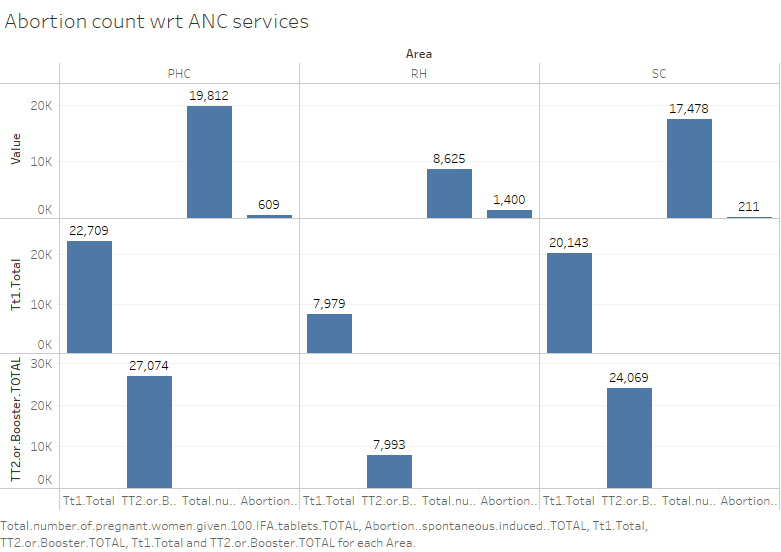 Abortion count wrt ANC services
Area
PHC RH SC
Value
20K
10K
0K
19,812
609
8,625
1,400
17,478
211
Tt1.Total
20K
10K
0K
22,709
7,979
20,143
TT2.or.Booster.TOTAL
30K
20K
10K
0K
27,074
7,993
24,069
Tt1.Total TT2.or.B.. Total.nu.. Abortion.. Tt1.Total TT2.or.B.. Total.nu.. Abortion.. Tt1.Total TT2.or.B.. Total.nu.. Abortion..
Total.number.of.pregnant.women.given.100.IFA.tablets.TOTAL, Abortion..spontaneous.induced..TOTAL, Tt1.Total,
TT2.or.Booster.TOTAL, Tt1.Total and TT2.or.Booster.TOTAL for each Area.